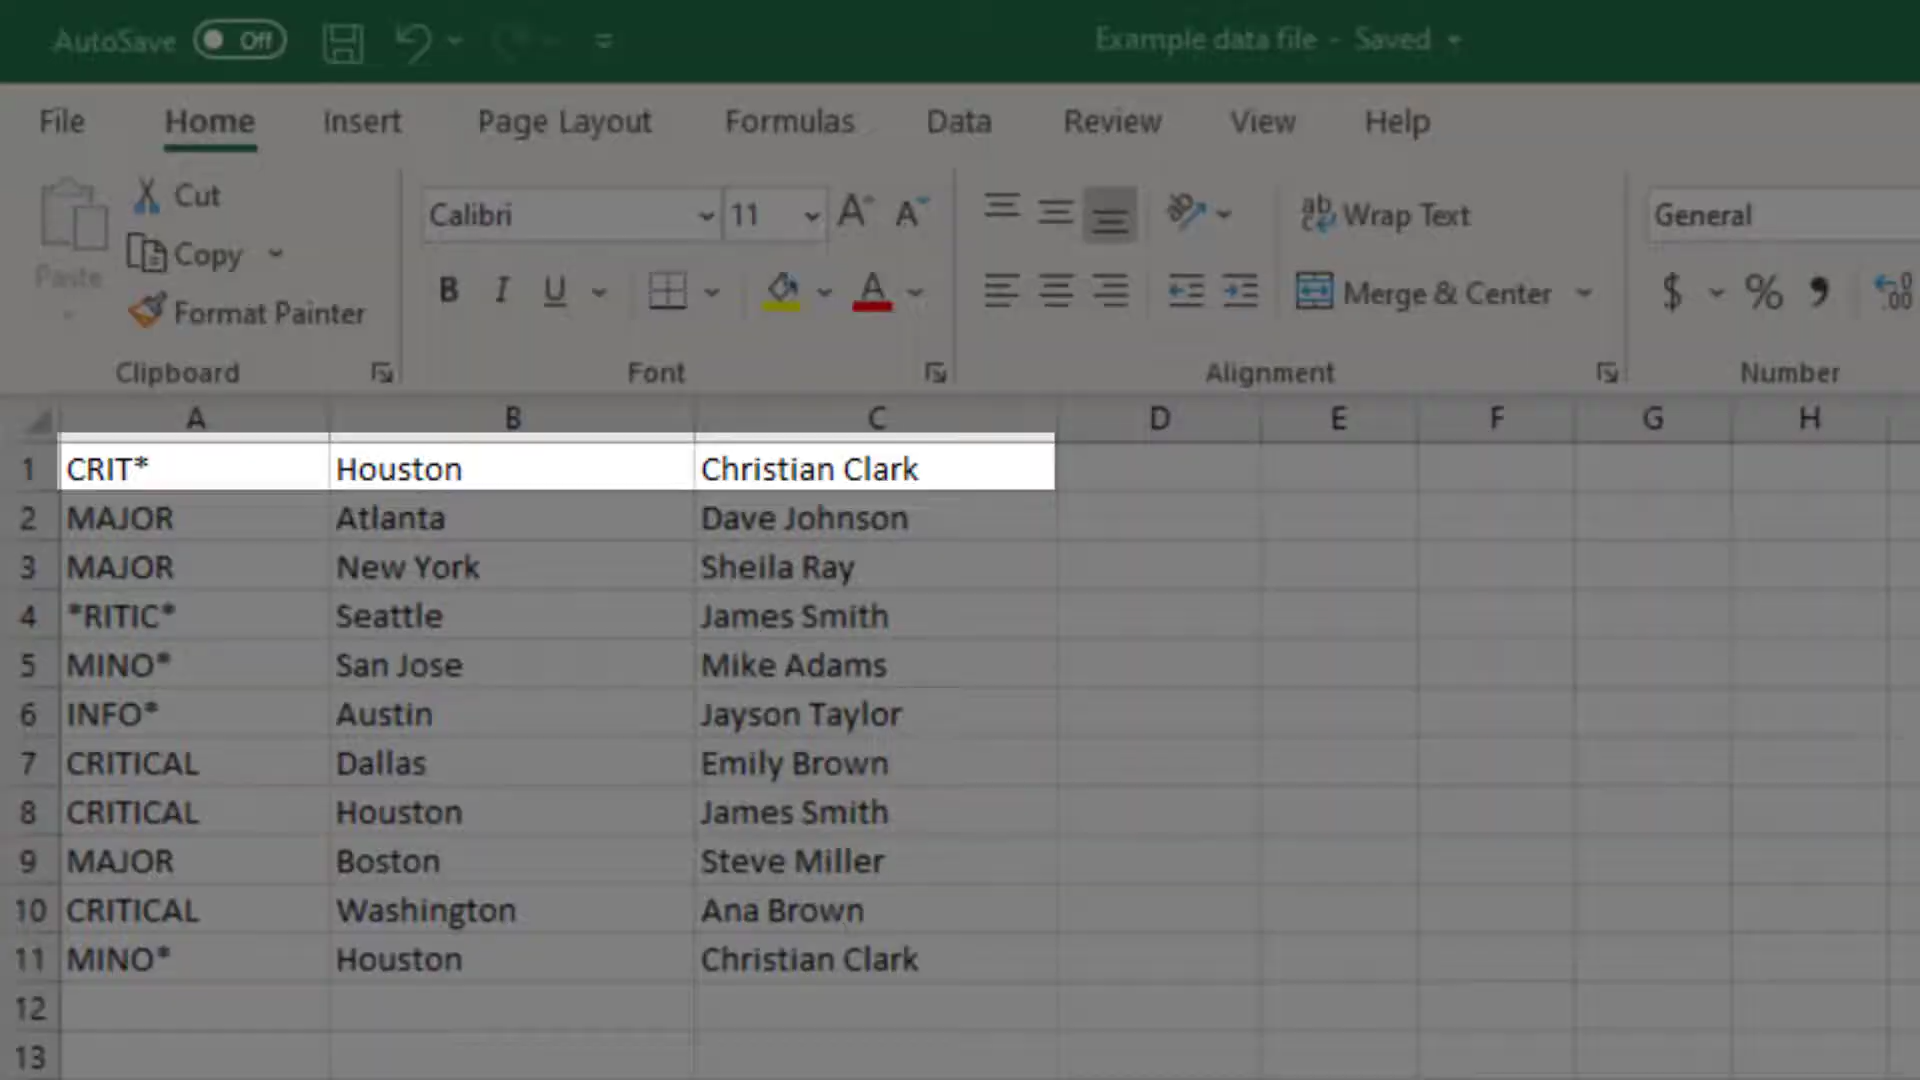 AutoSave Off Example data file - Saved
File Home Insert Page Layout Formulas Data Review View Help
Paste
Cut
Copy
Format Painter
Calibri 11
B I U A
Wrap Text
Merge & Center
General
$ % ,
Clipboard Font Alignment Number
A B C D E F G H
1 CRIT* Houston Christian Clark
2 MAJOR Atlanta Dave Johnson
3 MAJOR New York Sheila Ray
4 *RITIC* Seattle James Smith
5 MINO* San Jose Mike Adams
6 INFO* Austin Jayson Taylor
7 CRITICAL Dallas Emily Brown
8 CRITICAL Houston James Smith
9 MAJOR Boston Steve Miller
10 CRITICAL Washington Ana Brown
11 MINO* Houston Christian Clark
12
13